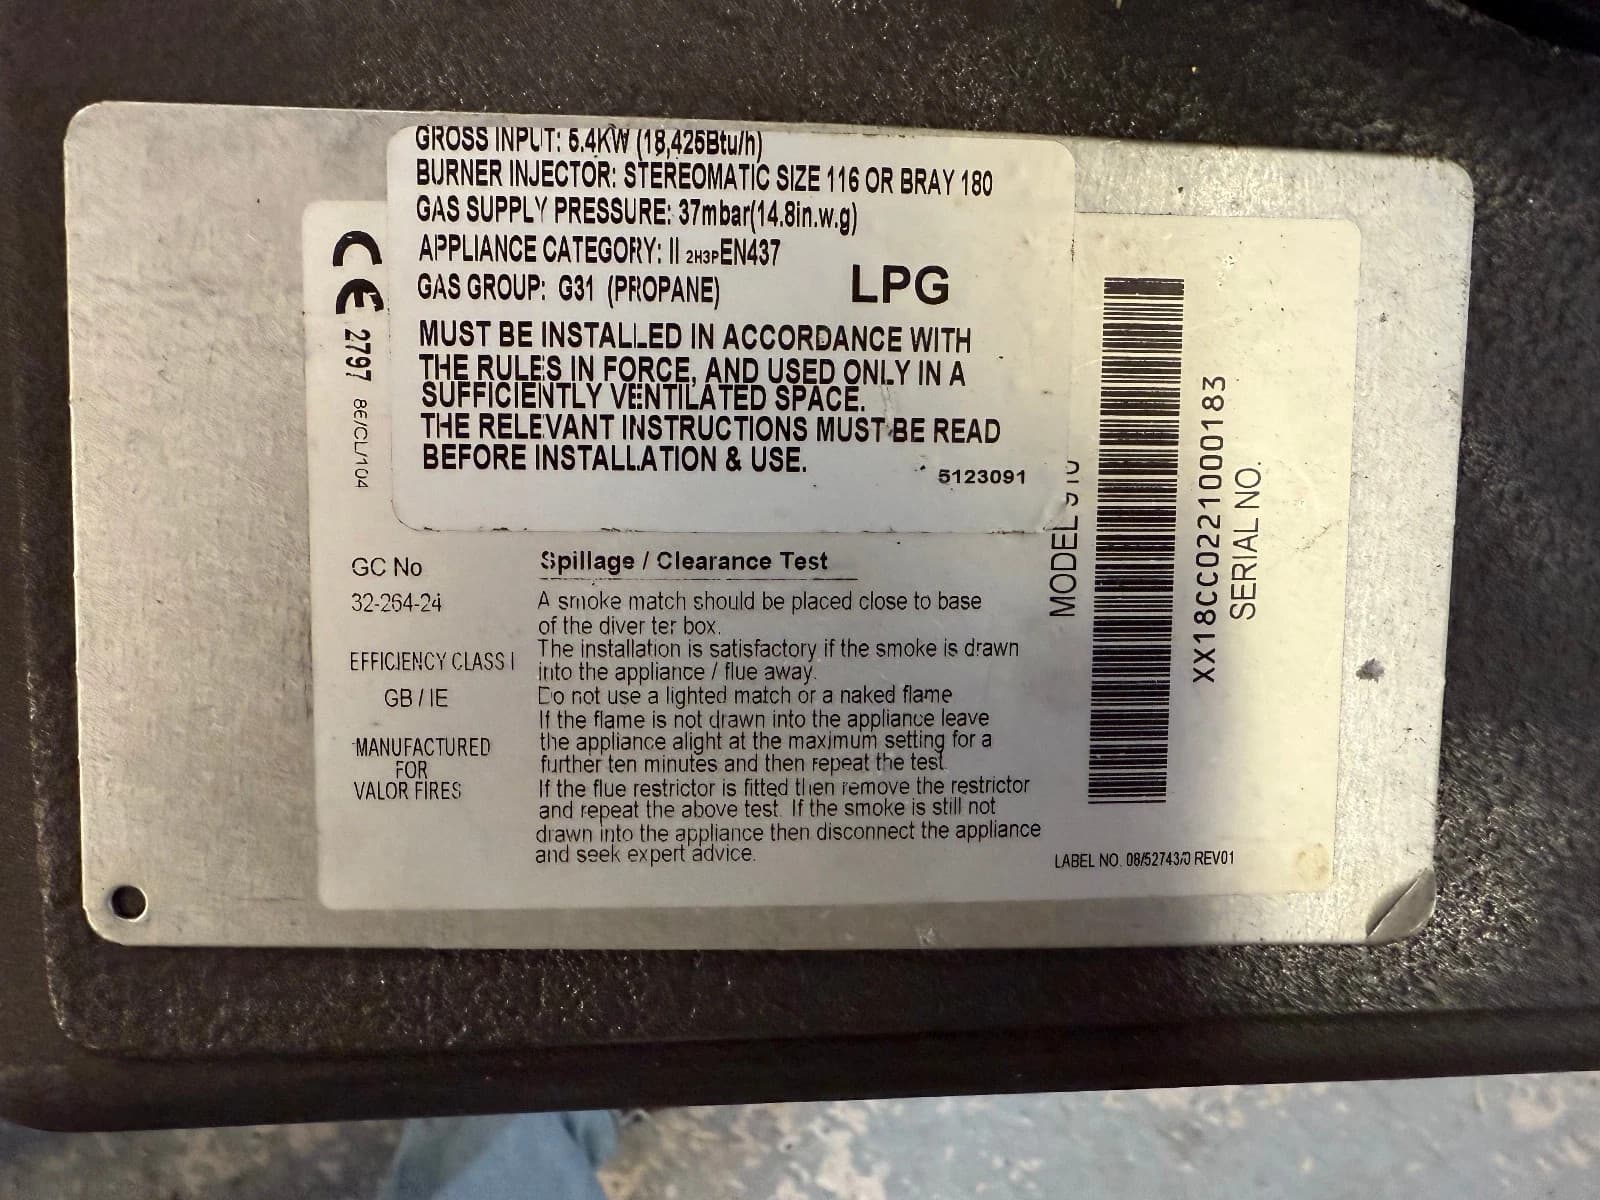 GROSS INPUT: 5.4KW (18,425Btu/h)
BURNER INJECTOR: STEREOMATIC SIZE 116 OR BRAY 180
GAS SUPPLY PRESSURE: 37mbar(14.8in.w.g)
APPLIANCE CATEGORY: II 2H3P EN437
GAS GROUP: G31 (PROPANE)
LPG
MUST BE INSTALLED IN ACCORDANCE WITH
THE RULES IN FORCE, AND USED ONLY IN A
SUFFICIENTLY VENTILATED SPACE.
THE RELEVANT INSTRUCTIONS MUST BE READ
BEFORE INSTALLATION & USE.
5123091
CE 2797 86/CL/104
GC No
32-264-24
EFFICIENCY CLASS I
GB / IE
MANUFACTURED
FOR
VALOR FIRES
Spillage / Clearance Test
A smoke match should be placed close to base
of the diver ter box.
The installation is satisfactory if the smoke is drawn
into the appliance / flue away.
Do not use a lighted match or a naked flame
If the flame is not drawn into the appliance leave
the appliance alight at the maximum setting for a
further ten minutes and then repeat the test
If the flue restrictor is fitted then remove the restrictor
and repeat the above test. If the smoke is still not
drawn into the appliance then disconnect the appliance
and seek expert advice.
MODEL 910
XX18CC0221000183
SERIAL NO.
LABEL NO. 08/52743/0 REV01